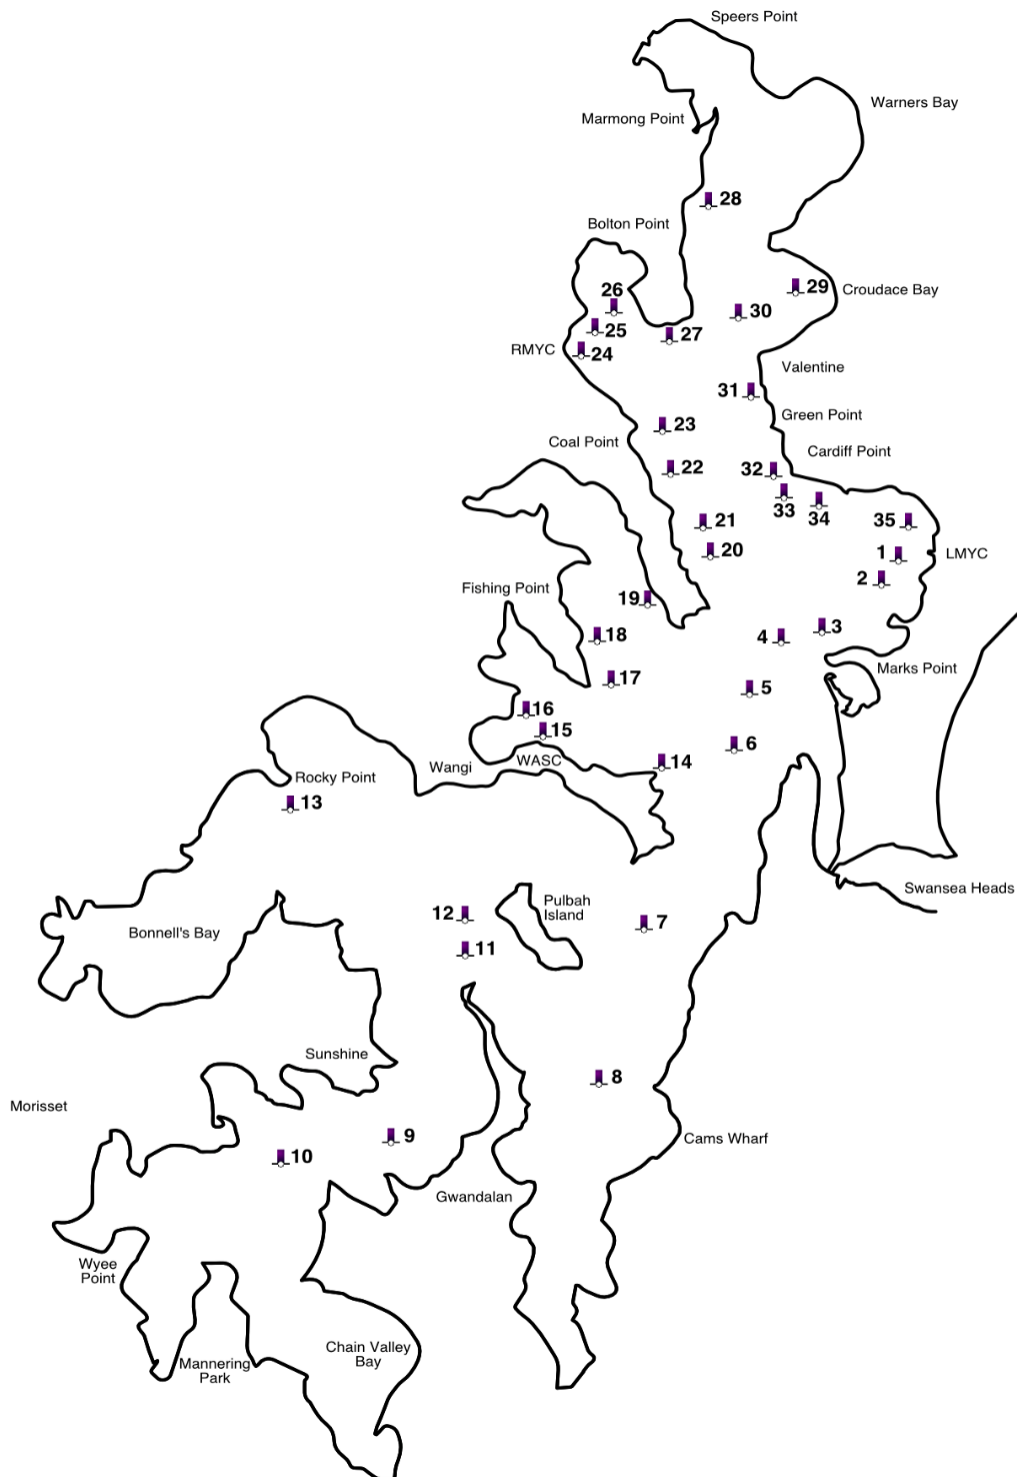 Speers Point
Warners Bay
Marmong Point
28
Bolton Point
29
Croudace Bay
26
30
25
27
RMYC
24
Valentine
31
Green Point
23
Coal Point
Cardiff Point
22
32
33
34
21
35
20
1
LMYC
2
Fishing Point
19
18
4
3
Marks Point
17
5
16
15
6
WASC
14
Wangi
Rocky Point
13
Swansea Heads
Pulbah
Island
12
7
Bonnell's Bay
11
Sunshine
8
Morisset
9
Cams Wharf
10
Gwandalan
Wyee
Point
Chain Valley
Bay
Mannering
Park